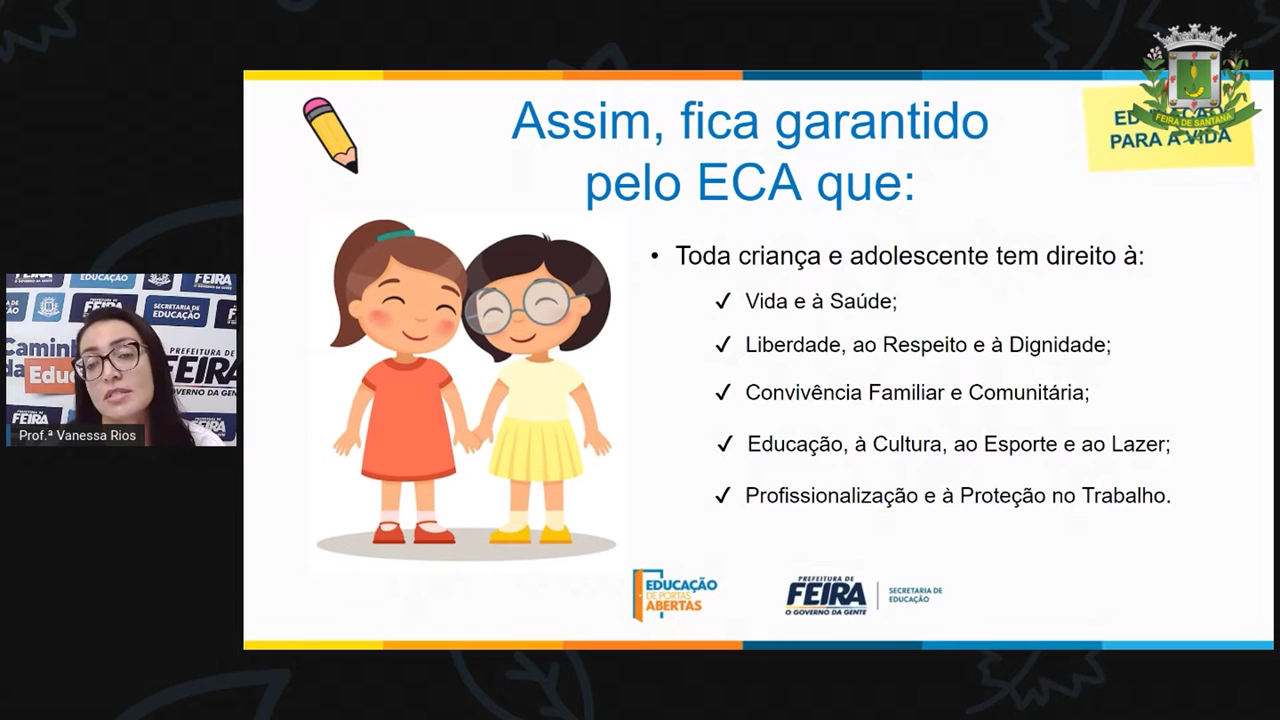 Assim, fica garantido
pelo ECA que:
PARA A VIDA
FEIRA DE SANTANA
• Toda criança e adolescente tem direito à:
✓ Vida e à Saúde;
✓ Liberdade, ao Respeito e à Dignidade;
✓ Convivência Familiar e Comunitária;
✓ Educação, à Cultura, ao Esporte e ao Lazer;
✓ Profissionalização e à Proteção no Trabalho.
EDUCAÇÃO
DE PORTAS
ABERTAS
PREFEITURA DE
FEIRA
O GOVERNO DA GENTE
SECRETARIA DE
EDUCAÇÃO
EDUCAÇÃO
FEIRA
SECRETARIA DE
EDUCAÇÃO
PREFEITURA DE
FEIRA
GOVERNO DA GENTE
FEIRA
Prof.ª Vanessa Rios